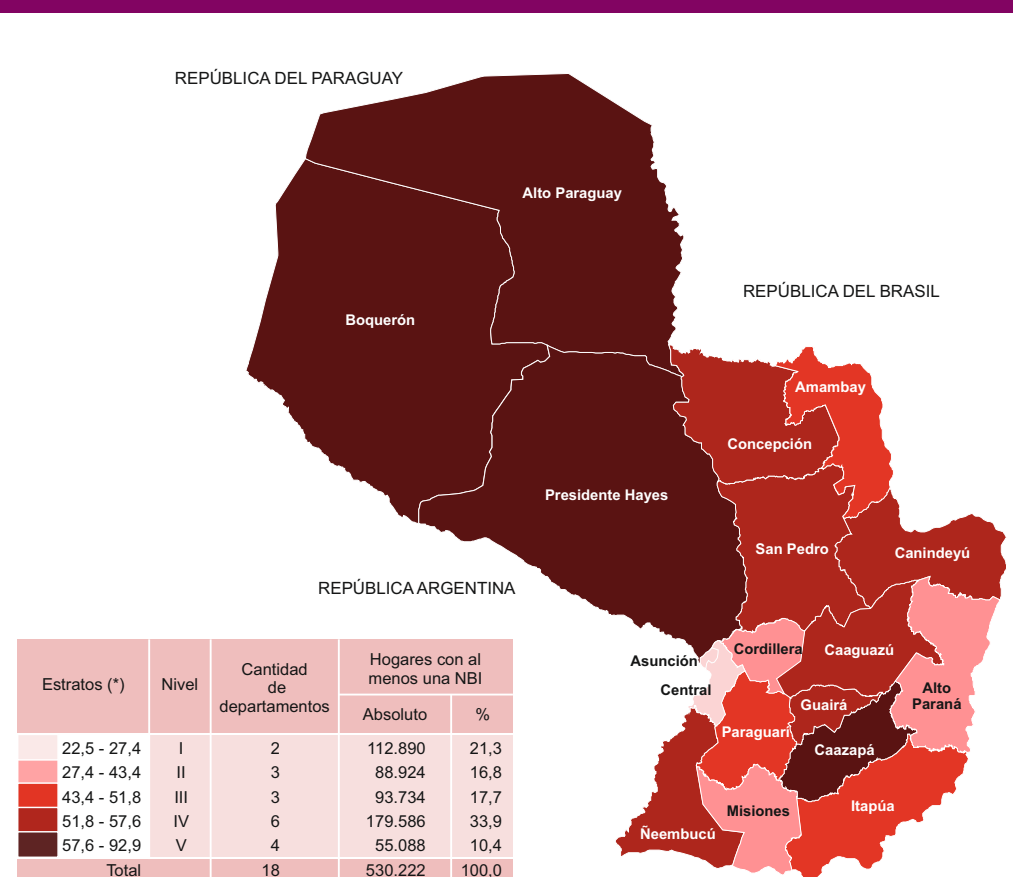 REPÚBLICA DEL PARAGUAY
Alto Paraguay
REPÚBLICA DEL BRASIL
Boquerón
Amambay
Concepción
Presidente Hayes
San Pedro
Canindeyú
REPÚBLICA ARGENTINA
Cordillera
Caaguazú
Asunción
Central
Alto
Paraná
Guairá
Paraguarí
Caazapá
Itapúa
Misiones
Ñeembucú
Estratos (*) Nivel Cantidad de departamentos Hogares con al menos una NBI
Absoluto %
22,5 - 27,4 I 2 112.890 21,3
27,4 - 43,4 II 3 88.924 16,8
43,4 - 51,8 III 3 93.734 17,7
51,8 - 57,6 IV 6 179.586 33,9
57,6 - 92,9 V 4 55.088 10,4
Total 18 530.222 100,0